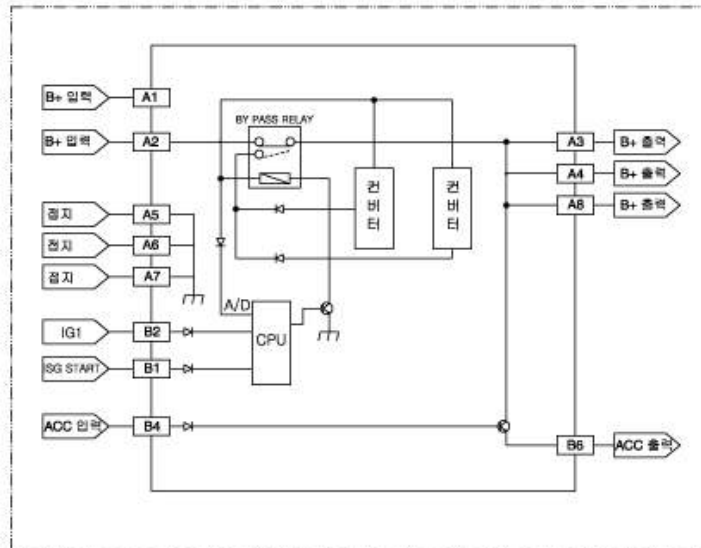 B+ 입력 A1
BY PASS RELAY
B+ 입력 A2
A3 B+ 출력
A4 B+ 출력
A8 B+ 출력
컨버터
컨버터
접지 A5
접지 A6
접지 A7
A/D
CPU
IG1 B2
ISG START B1
ACC 입력 B4
B6 ACC 출력